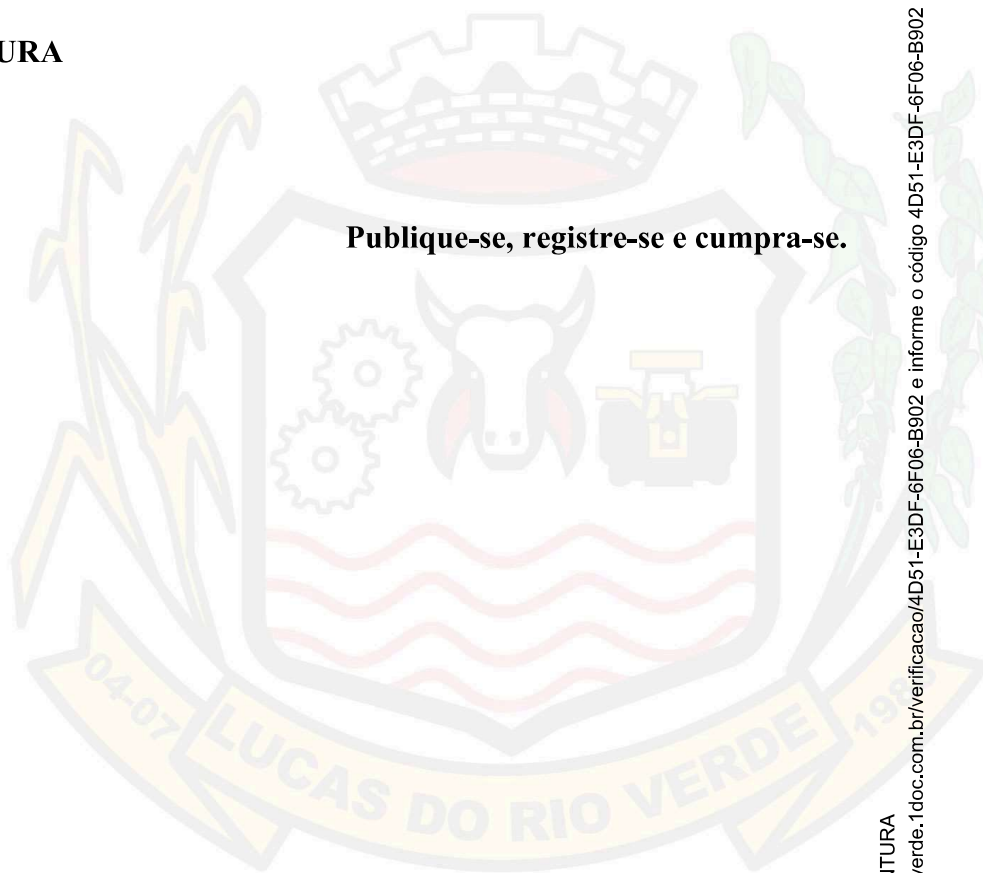 URA
Publique-se, registre-se e cumpra-se.
04-07
LUCAS DO RIO VERDE
NTURA
verde.1doc.com.br/verificacao/4D51-E3DF-6F06-B902 e informe o código 4D51-E3DF-6F06-B902